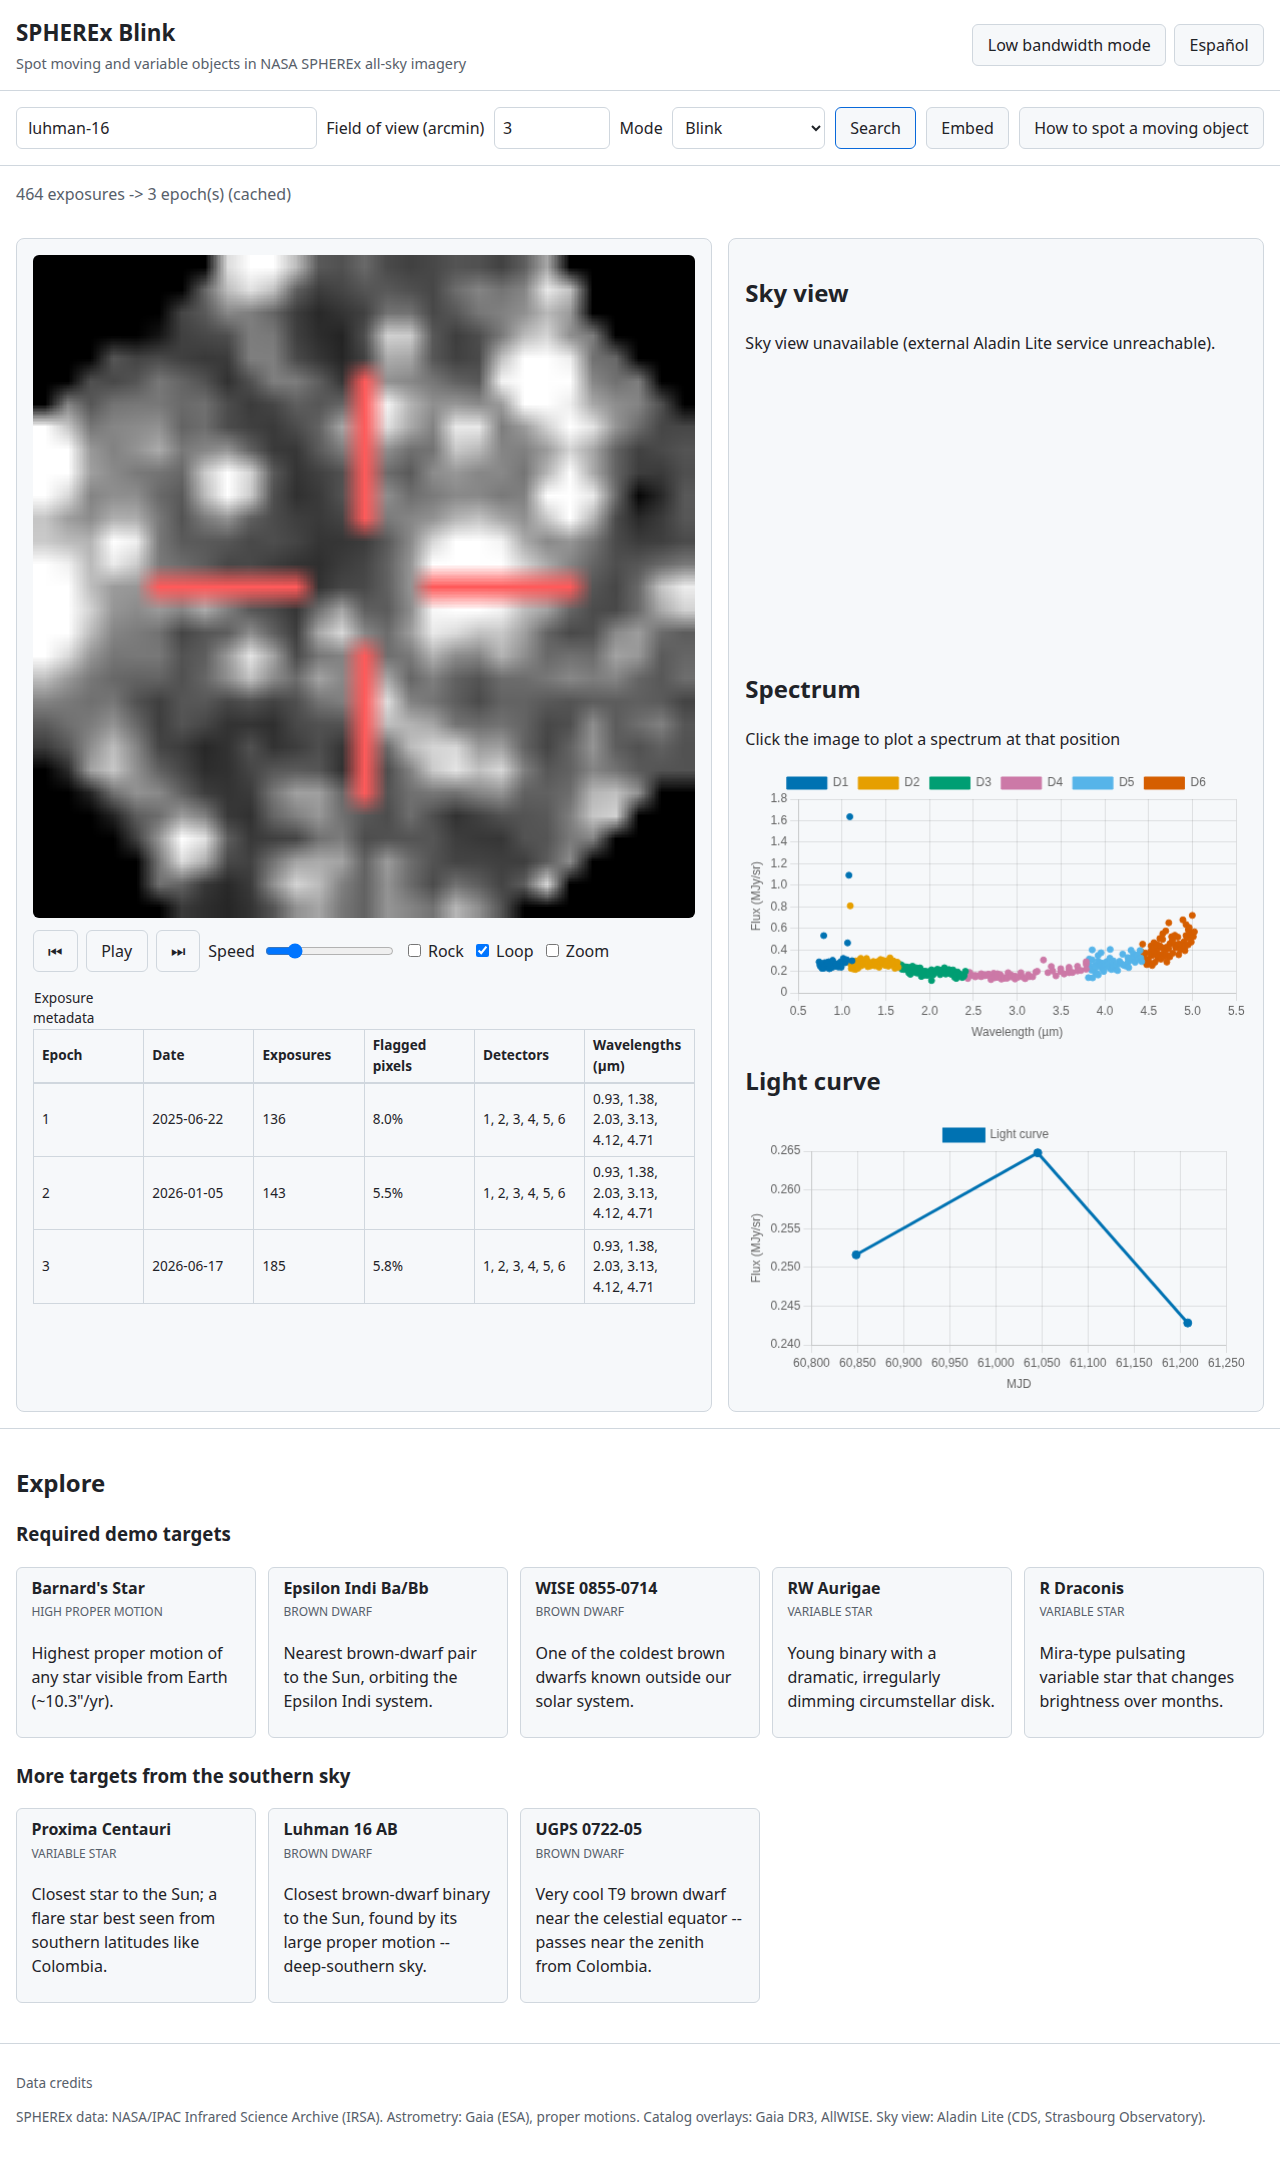 SPHEREx Blink
Spot moving and variable objects in NASA SPHEREx all-sky imagery
Low bandwidth mode
Español
luhman-16
Field of view (arcmin)
3
Mode
Blink
Search
Embed
How to spot a moving object
464 exposures -> 3 epoch(s) (cached)
Play
Speed
Rock
Loop
Zoom
Exposure
metadata
Epoch Date Exposures Flagged pixels Detectors Wavelengths (μm)
1 2025-06-22 136 8.0% 1, 2, 3, 4, 5, 6 0.93, 1.38,
2.03, 3.13,
4.12, 4.71
2 2026-01-05 143 5.5% 1, 2, 3, 4, 5, 6 0.93, 1.38,
2.03, 3.13,
4.12, 4.71
3 2026-06-17 185 5.8% 1, 2, 3, 4, 5, 6 0.93, 1.38,
2.03, 3.13,
4.12, 4.71
Sky view
Sky view unavailable (external Aladin Lite service unreachable).
Spectrum
Click the image to plot a spectrum at that position
D1 D2 D3 D4 D5 D6
Flux (MJy/sr)
1.8
1.6
1.4
1.2
1.0
0.8
0.6
0.4
0.2
0
0.5 1.0 1.5 2.0 2.5 3.0 3.5 4.0 4.5 5.0 5.5
Wavelength (μm)
Light curve
Light curve
Flux (MJy/sr)
0.265
0.260
0.255
0.250
0.245
0.240
60,800 60,850 60,900 60,950 61,000 61,050 61,100 61,150 61,200 61,250
MJD
Explore
Required demo targets
Barnard's Star
HIGH PROPER MOTION
Highest proper motion of
any star visible from Earth
(~10.3"/yr).
Epsilon Indi Ba/Bb
BROWN DWARF
Nearest brown-dwarf pair
to the Sun, orbiting the
Epsilon Indi system.
WISE 0855-0714
BROWN DWARF
One of the coldest brown
dwarfs known outside our
solar system.
RW Aurigae
VARIABLE STAR
Young binary with a
dramatic, irregularly
dimming circumstellar disk.
R Draconis
VARIABLE STAR
Mira-type pulsating
variable star that changes
brightness over months.
More targets from the southern sky
Proxima Centauri
VARIABLE STAR
Closest star to the Sun; a
flare star best seen from
southern latitudes like
Colombia.
Luhman 16 AB
BROWN DWARF
Closest brown-dwarf binary
to the Sun, found by its
large proper motion --
deep-southern sky.
UGPS 0722-05
BROWN DWARF
Very cool T9 brown dwarf
near the celestial equator --
passes near the zenith
from Colombia.
Data credits
SPHEREx data: NASA/IPAC Infrared Science Archive (IRSA). Astrometry: Gaia (ESA), proper motions. Catalog overlays: Gaia DR3, AllWISE. Sky view: Aladin Lite (CDS, Strasbourg Observatory).